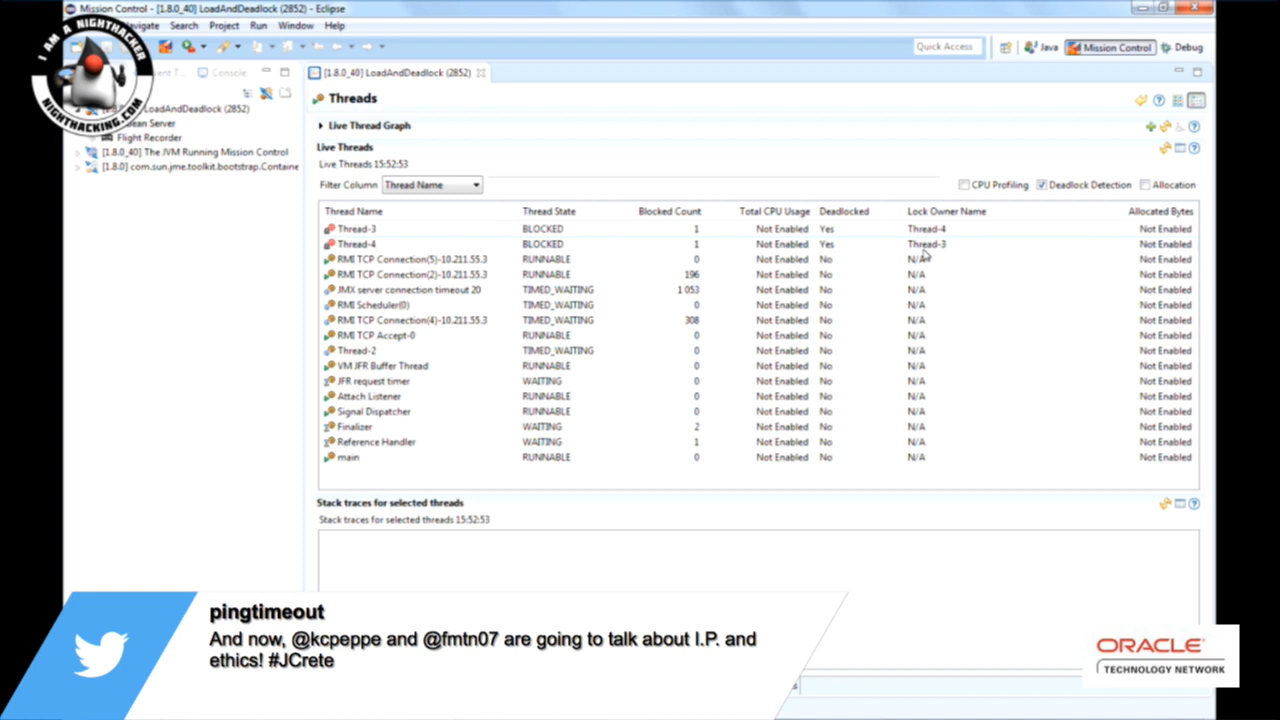 Mission Control - [1.8.0_40] LoadAndDeadlock (2852) - Eclipse
Navigate Search Project Run Window Help
I AM A NIGHTHACKER
NIGHTHACKING.COM
Quick Access Java Mission Control Debug
Console
[1.8.0_40] LoadAndDeadlock (2852)
LoadAndDeadlock (2852)
Server
Flight Recorder
[1.8.0_40] The JVM Running Mission Control
[1.8.0] com.sun.jme.toolkit.bootstrap.Containe
Threads
Live Thread Graph
Live Threads
Live Threads 15:52:53
Filter Column Thread Name CPU Profiling Deadlock Detection Allocation
Thread Name Thread State Blocked Count Total CPU Usage Deadlocked Lock Owner Name Allocated Bytes
Thread-3 BLOCKED 1 Not Enabled Yes Thread-4 Not Enabled
Thread-4 BLOCKED 1 Not Enabled Yes Thread-3 Not Enabled
RMI TCP Connection(5)-10.211.55.3 RUNNABLE 0 Not Enabled No N/A Not Enabled
RMI TCP Connection(2)-10.211.55.3 RUNNABLE 196 Not Enabled No N/A Not Enabled
JMX server connection timeout 20 TIMED_WAITING 1 053 Not Enabled No N/A Not Enabled
RMI Scheduler(0) TIMED_WAITING 0 Not Enabled No N/A Not Enabled
RMI TCP Connection(4)-10.211.55.3 TIMED_WAITING 308 Not Enabled No N/A Not Enabled
RMI TCP Accept-0 RUNNABLE 0 Not Enabled No N/A Not Enabled
Thread-2 TIMED_WAITING 0 Not Enabled No N/A Not Enabled
VM JFR Buffer Thread RUNNABLE 0 Not Enabled No N/A Not Enabled
JFR request timer WAITING 0 Not Enabled No N/A Not Enabled
Attach Listener RUNNABLE 0 Not Enabled No N/A Not Enabled
Signal Dispatcher RUNNABLE 0 Not Enabled No N/A Not Enabled
Finalizer WAITING 2 Not Enabled No N/A Not Enabled
Reference Handler WAITING 1 Not Enabled No N/A Not Enabled
main RUNNABLE 0 Not Enabled No N/A Not Enabled
Stack traces for selected threads
Stack traces for selected threads 15:52:53
pingtimeout
And now, @kcpeppe and @fmtn07 are going to talk about I.P. and
ethics! #JCrete
ORACLE
TECHNOLOGY NETWORK